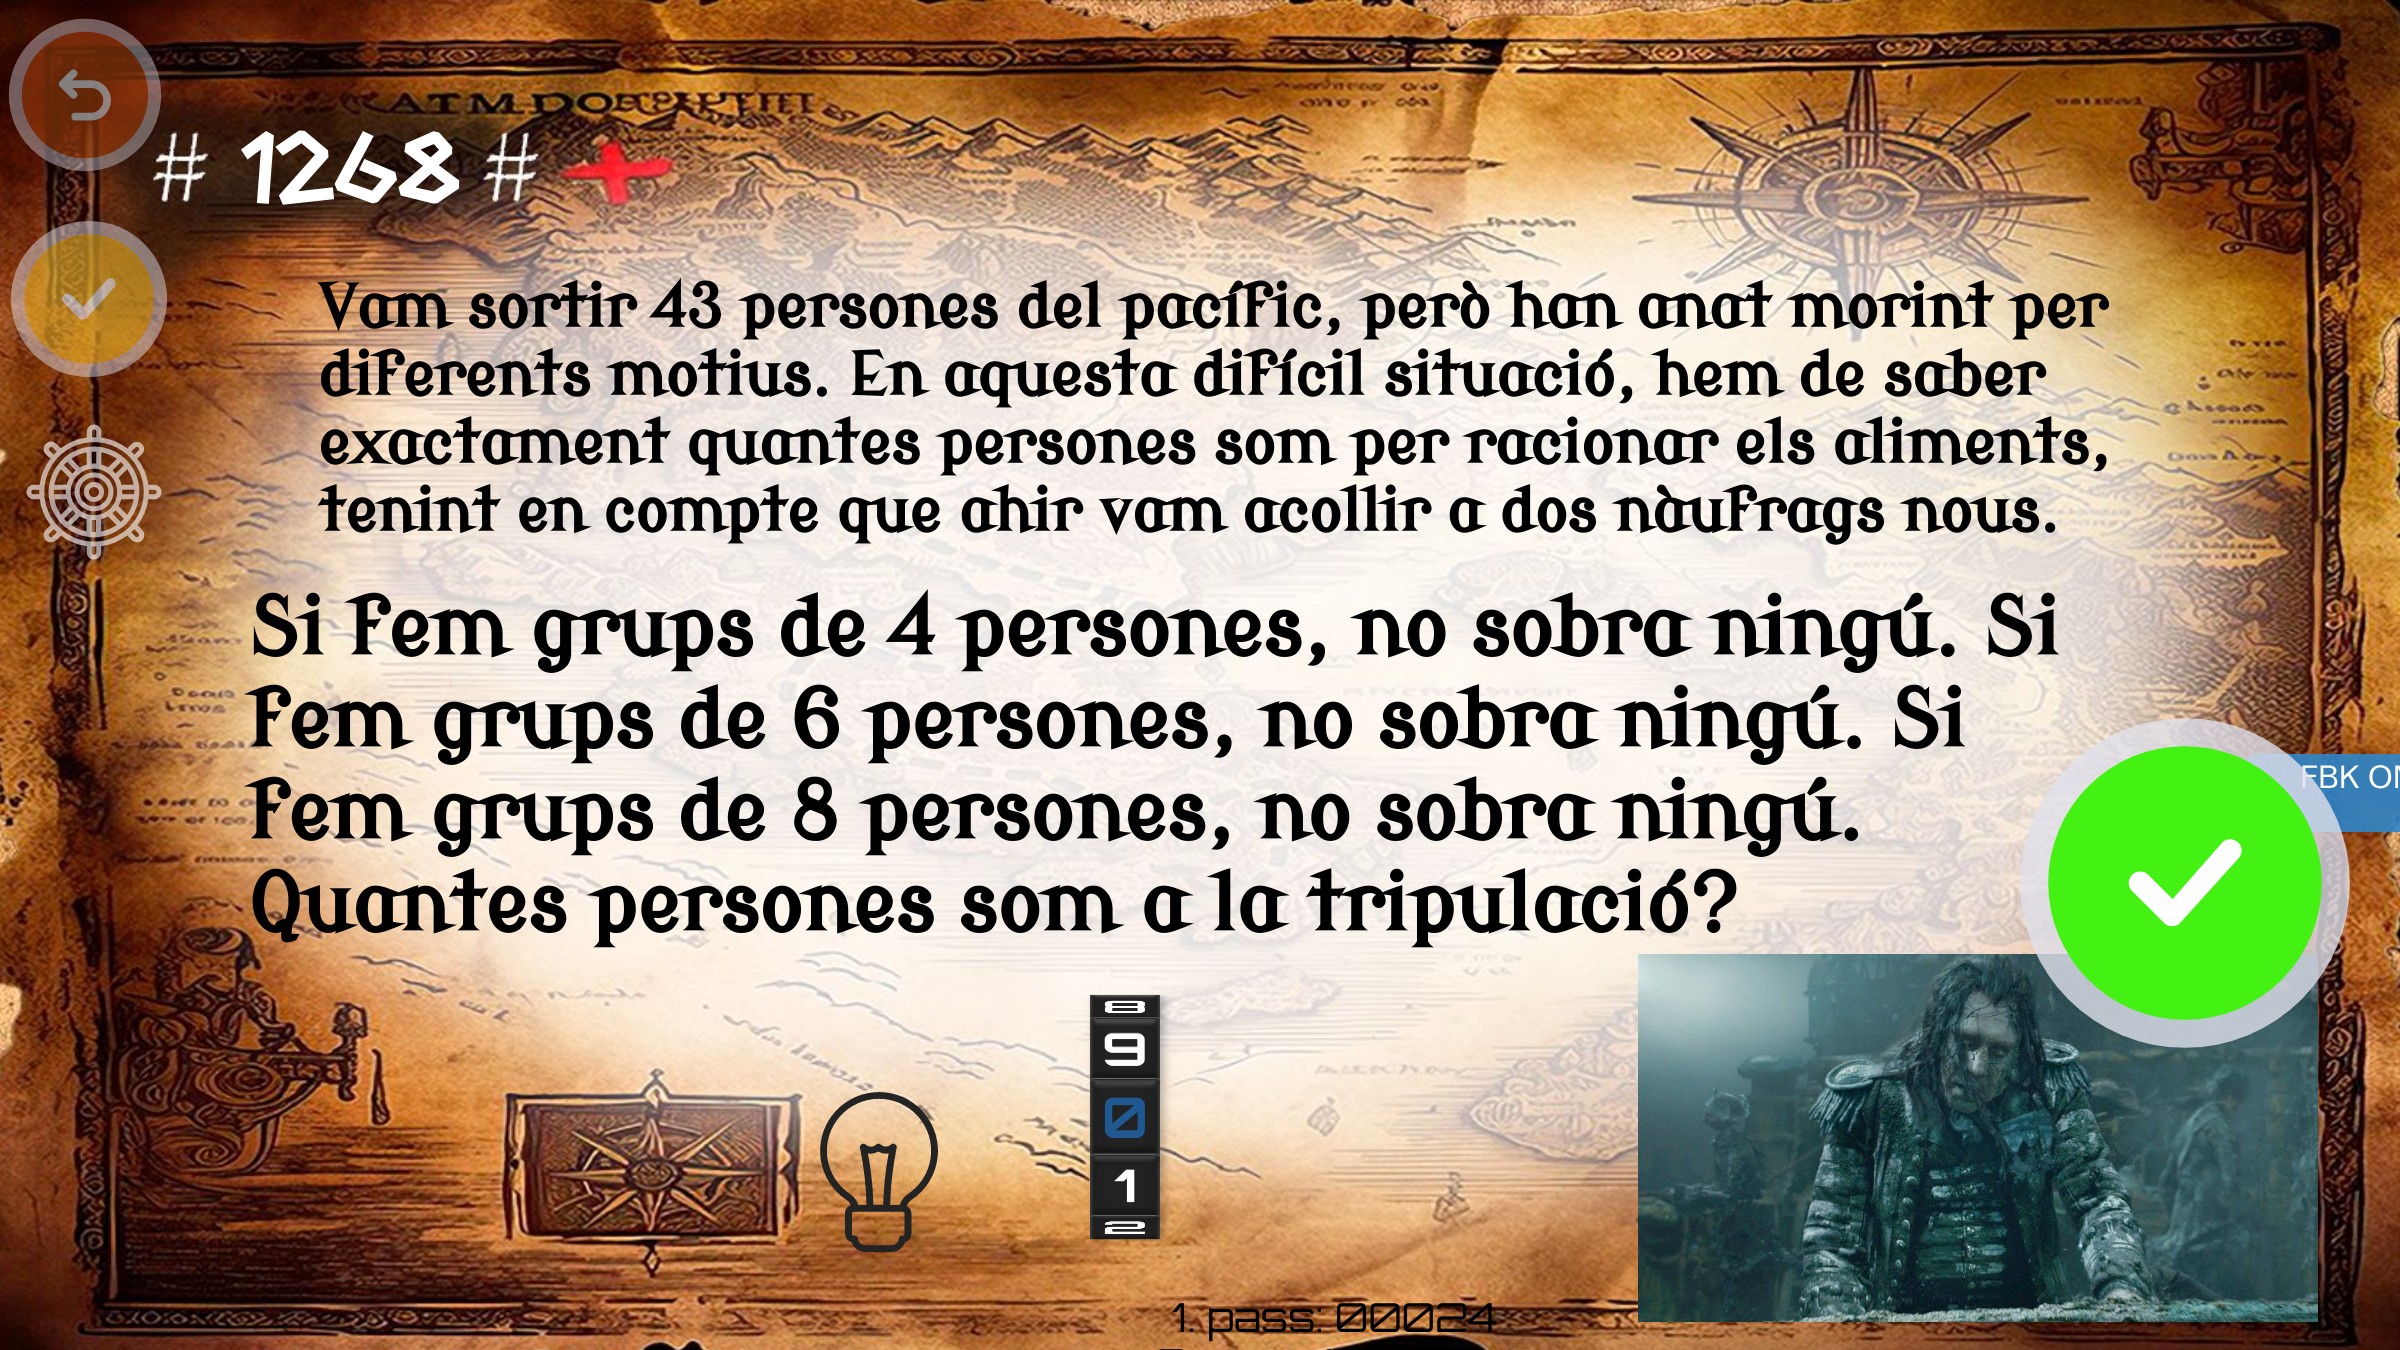 # 1268 #
Vam sortir 43 persones del pacífic, però han anat morint per
diferents motius. En aquesta difícil situació, hem de saber
exactament quantes persones som per racionar els aliments,
tenint en compte que ahir vam acollir a dos nàufrags nous.
Si fem grups de 4 persones, no sobra ningú. Si
fem grups de 6 persones, no sobra ningú. Si
fem grups de 8 persones, no sobra ningú.
Quantes persones som a la tripulació?
FBK ON
8
9
0
1
2
1. pass: 00024